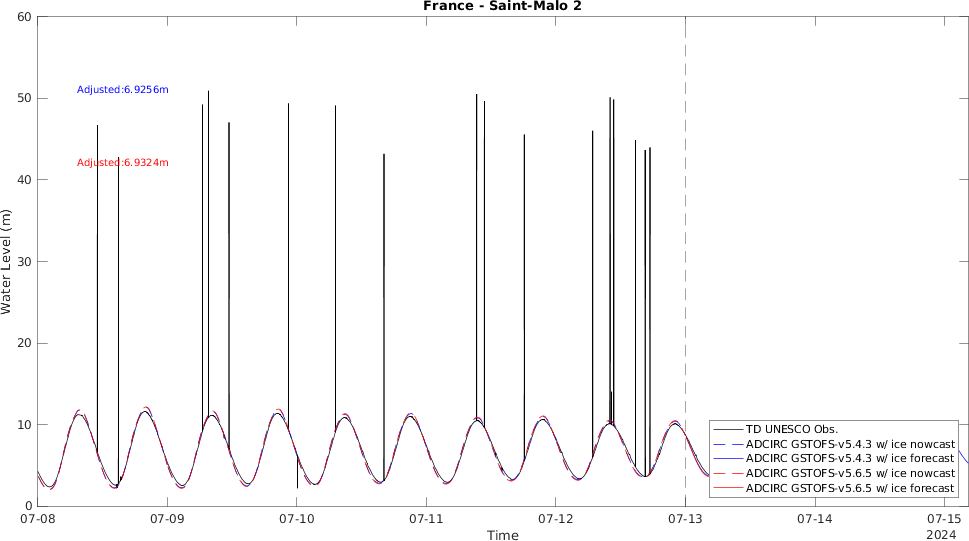 France - Saint-Malo 2
Water Level (m)
60
50
40
30
20
10
0
Adjusted:6.9256m
Adjusted:6.9324m
TD UNESCO Obs.
ADCIRC GSTOFS-v5.4.3 w/ ice nowcast
ADCIRC GSTOFS-v5.4.3 w/ ice forecast
ADCIRC GSTOFS-v5.6.5 w/ ice nowcast
ADCIRC GSTOFS-v5.6.5 w/ ice forecast
07-08 07-09 07-10 07-11 07-12 07-13 07-14 07-15
Time
2024